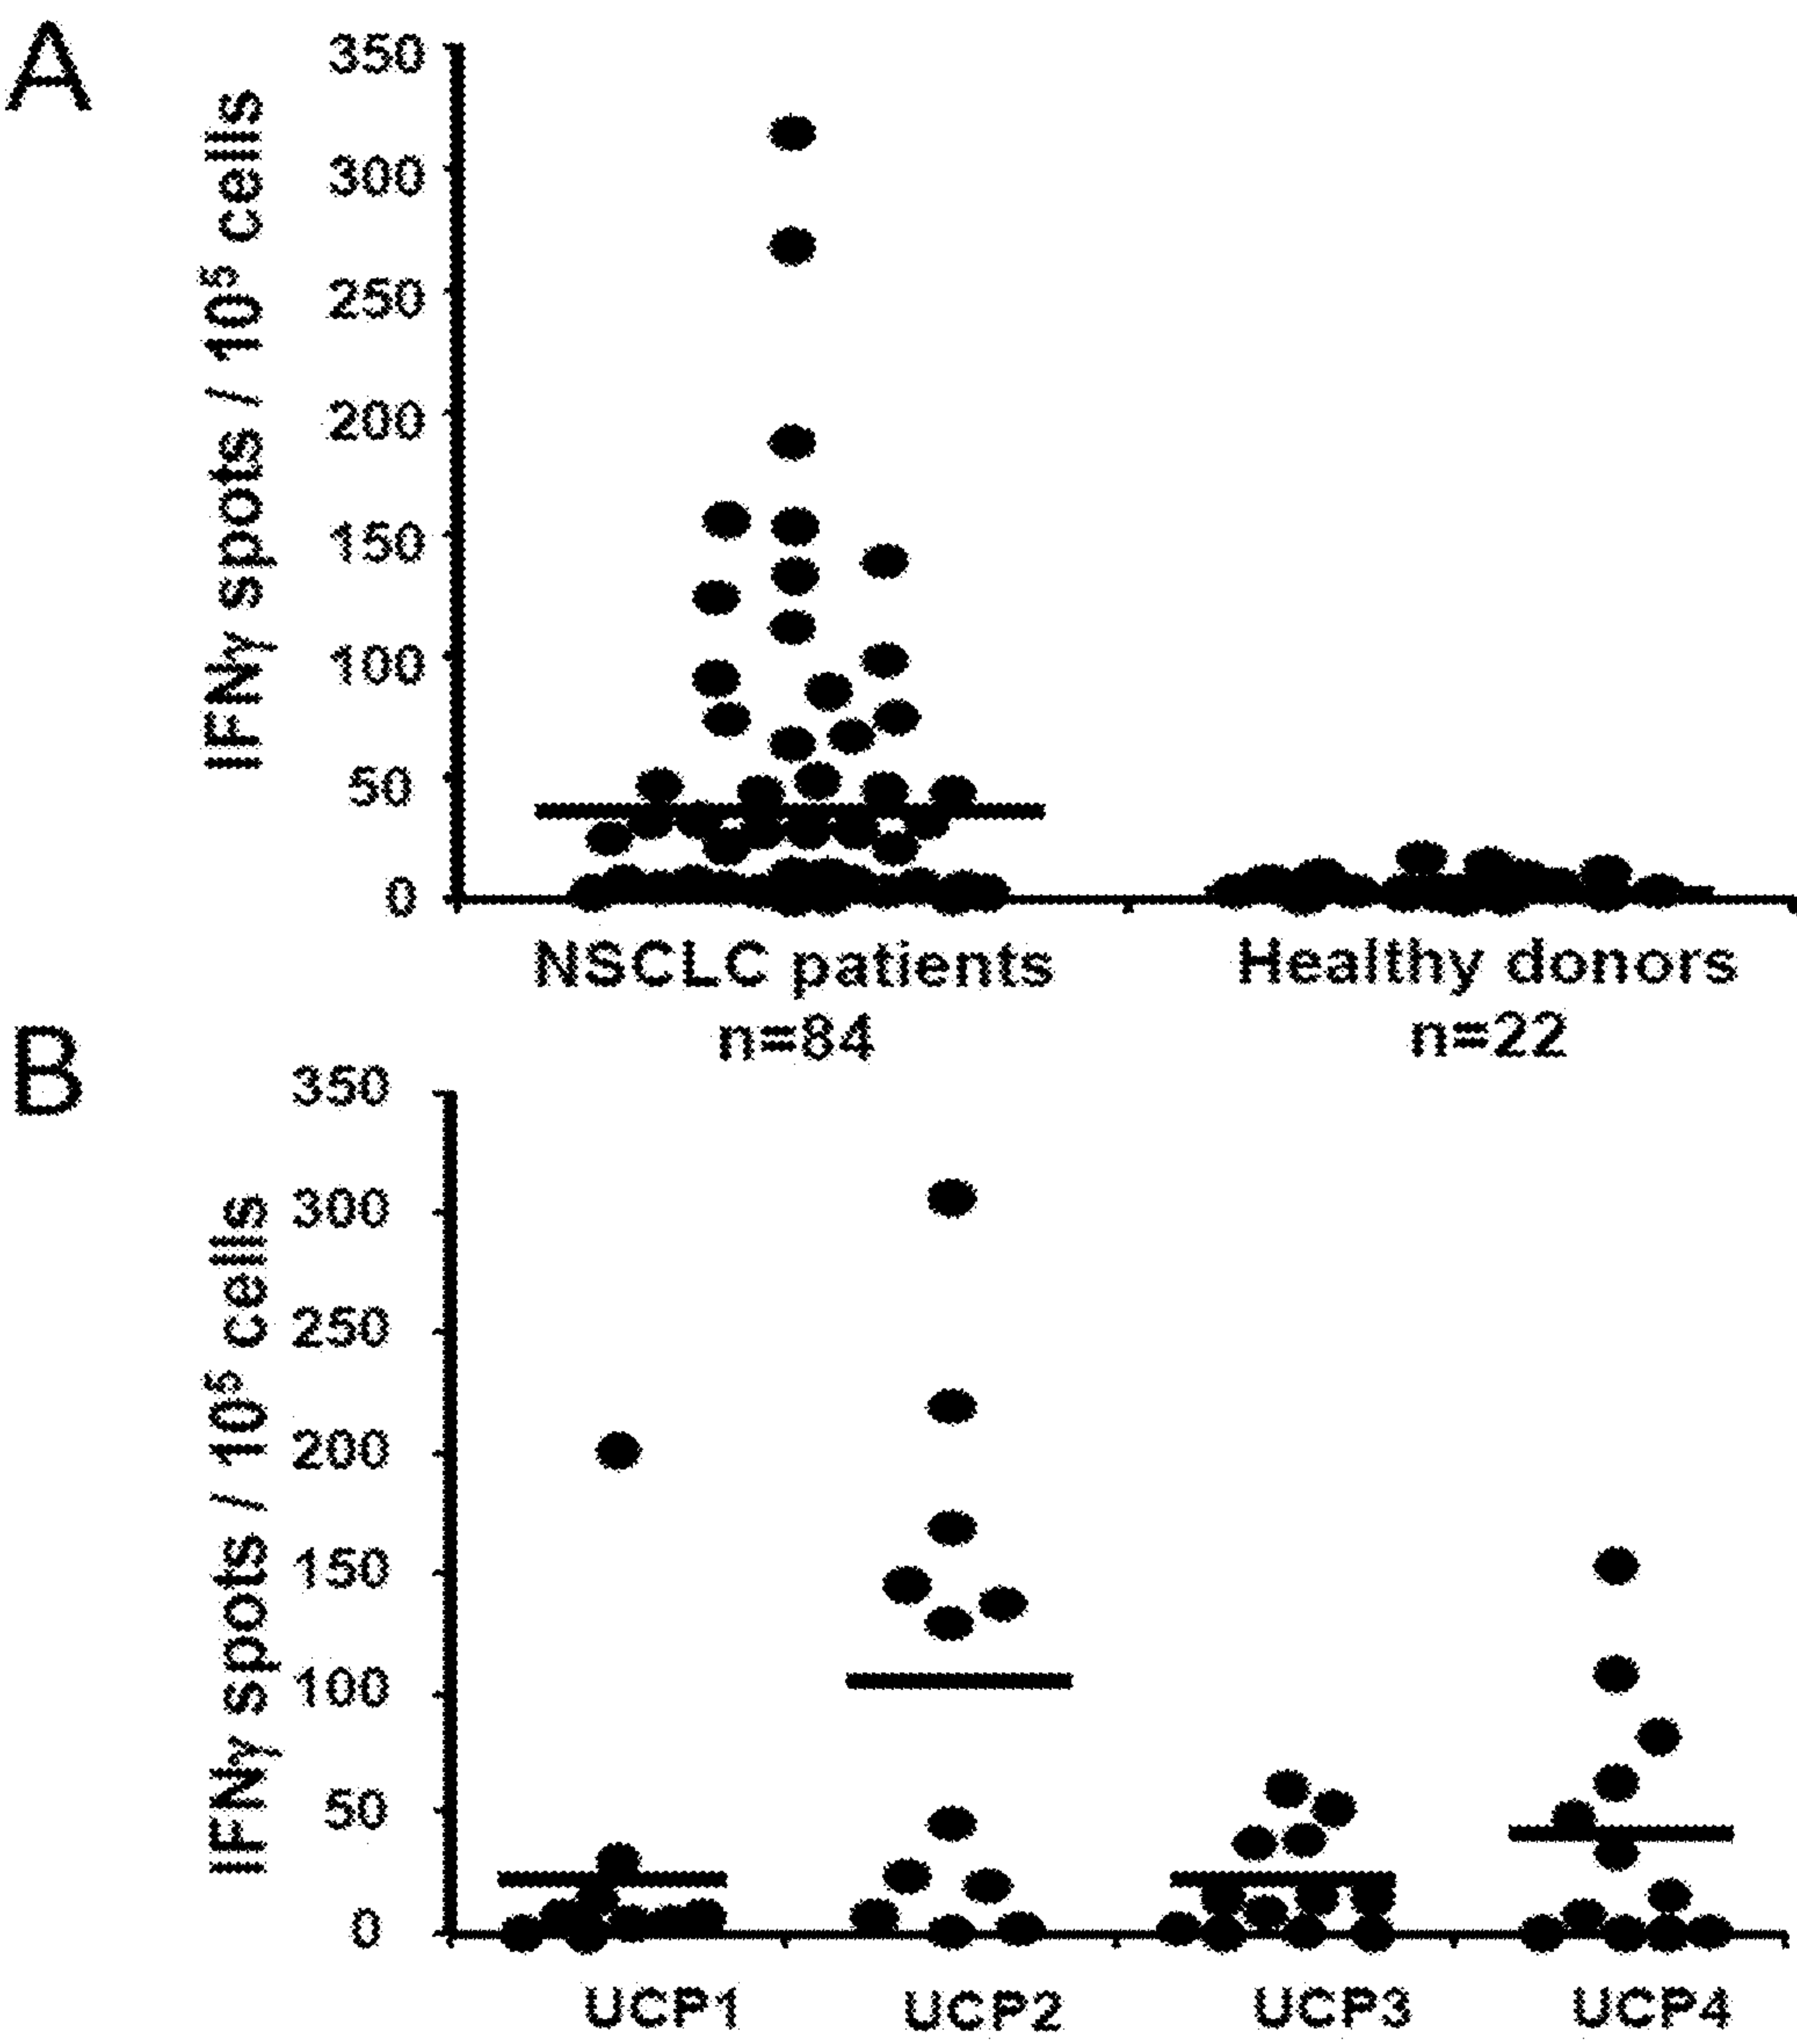 A
IFNγ spots / 10⁵ cells
350
300
250
200
150
100
50
0
NSCLC patients
n=84
Healthy donors
n=22
B
IFNγ spots / 10⁵ cells
350
300
250
200
150
100
50
0
UCP1
UCP2
UCP3
UCP4